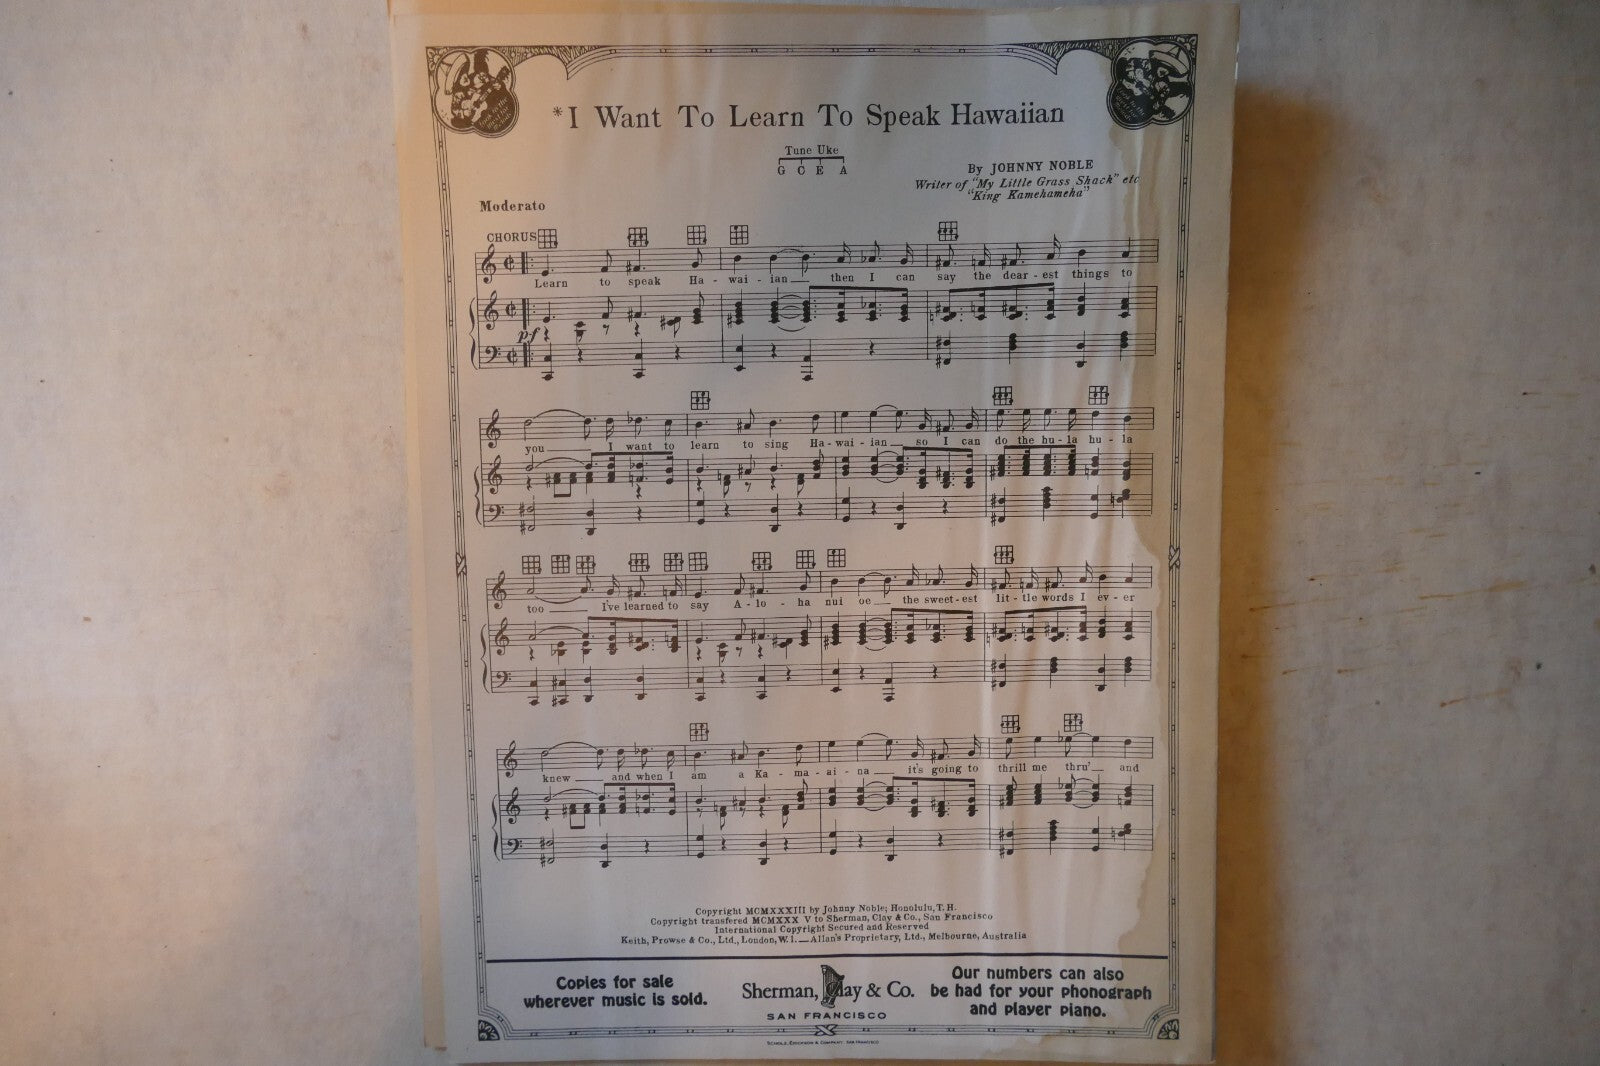 *I Want To Learn To Speak Hawaiian
Tune Uke
G C E A
By JOHNNY NOBLE
Writer of "My Little Grass Shack" etc
"King Kamehameha"
Moderato
CHORUS
Learn to speak Ha - wai - ian then I can say the dear - est things to
pf
you I want to learn to sing Ha - wai - ian so I can do the hu - la hu - la
too I've learned to say A - lo - ha nui oe the sweet - est lit - tle words I ev - er
knew and when I am a Ka - ma - ai - na it's going to thrill me thru' and
Copyright MCMXXXIII by Johnny Noble; Honolulu, T. H.
Copyright transfered MCMXXX V to Sherman, Clay & Co., San Francisco
International Copyright Secured and Reserved
Keith, Prowse & Co., Ltd., London, W. 1. — Allan's Proprietary, Ltd., Melbourne, Australia
Copies for sale
wherever music is sold.
Sherman, Clay & Co.
SAN FRANCISCO
Our numbers can also
be had for your phonograph
and player piano.